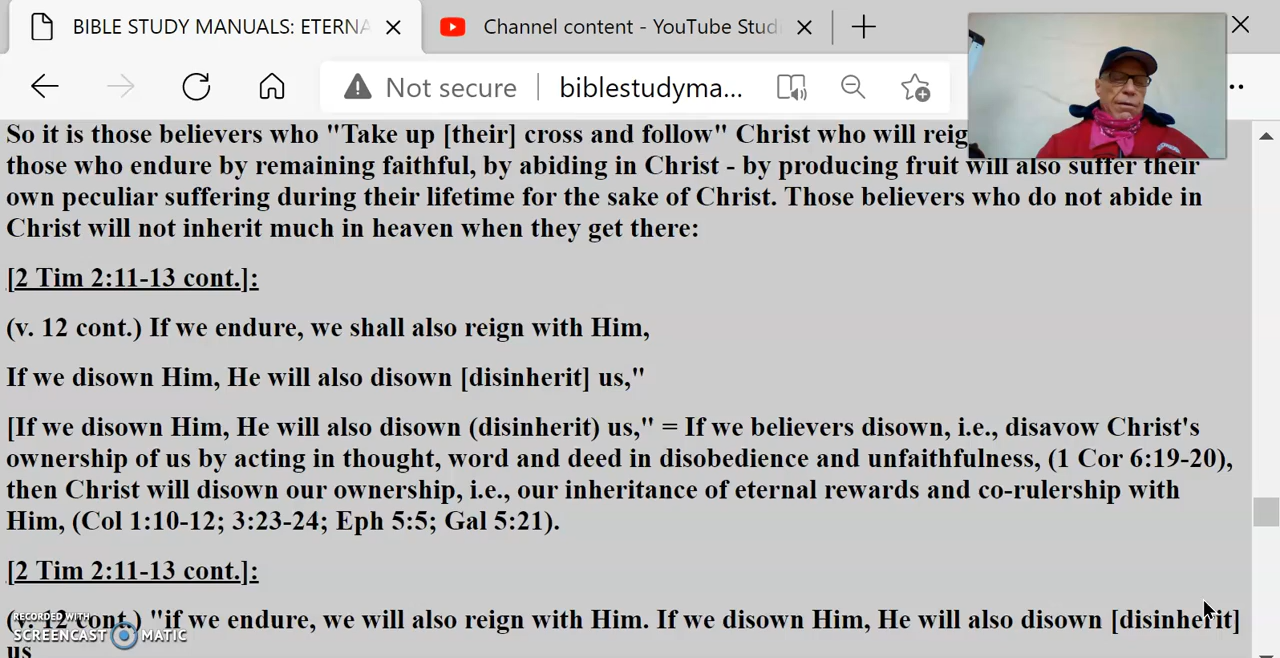 BIBLE STUDY MANUALS: ETERNA
Channel content - YouTube Stud
Not secure
biblestudyma...
So it is those believers who "Take up [their] cross and follow" Christ who will reig
those who endure by remaining faithful, by abiding in Christ - by producing fruit will also suffer their
own peculiar suffering during their lifetime for the sake of Christ. Those believers who do not abide in
Christ will not inherit much in heaven when they get there:
[2 Tim 2:11-13 cont.]:
(v. 12 cont.) If we endure, we shall also reign with Him,
If we disown Him, He will also disown [disinherit] us,"
[If we disown Him, He will also disown (disinherit) us," = If we believers disown, i.e., disavow Christ's
ownership of us by acting in thought, word and deed in disobedience and unfaithfulness, (1 Cor 6:19-20),
then Christ will disown our ownership, i.e., our inheritance of eternal rewards and co-rulership with
Him, (Col 1:10-12; 3:23-24; Eph 5:5; Gal 5:21).
[2 Tim 2:11-13 cont.]:
(v. 12 cont.) "if we endure, we will also reign with Him. If we disown Him, He will also disown [disinherit]
us
RECORDED WITH
SCREENCAST MATIC